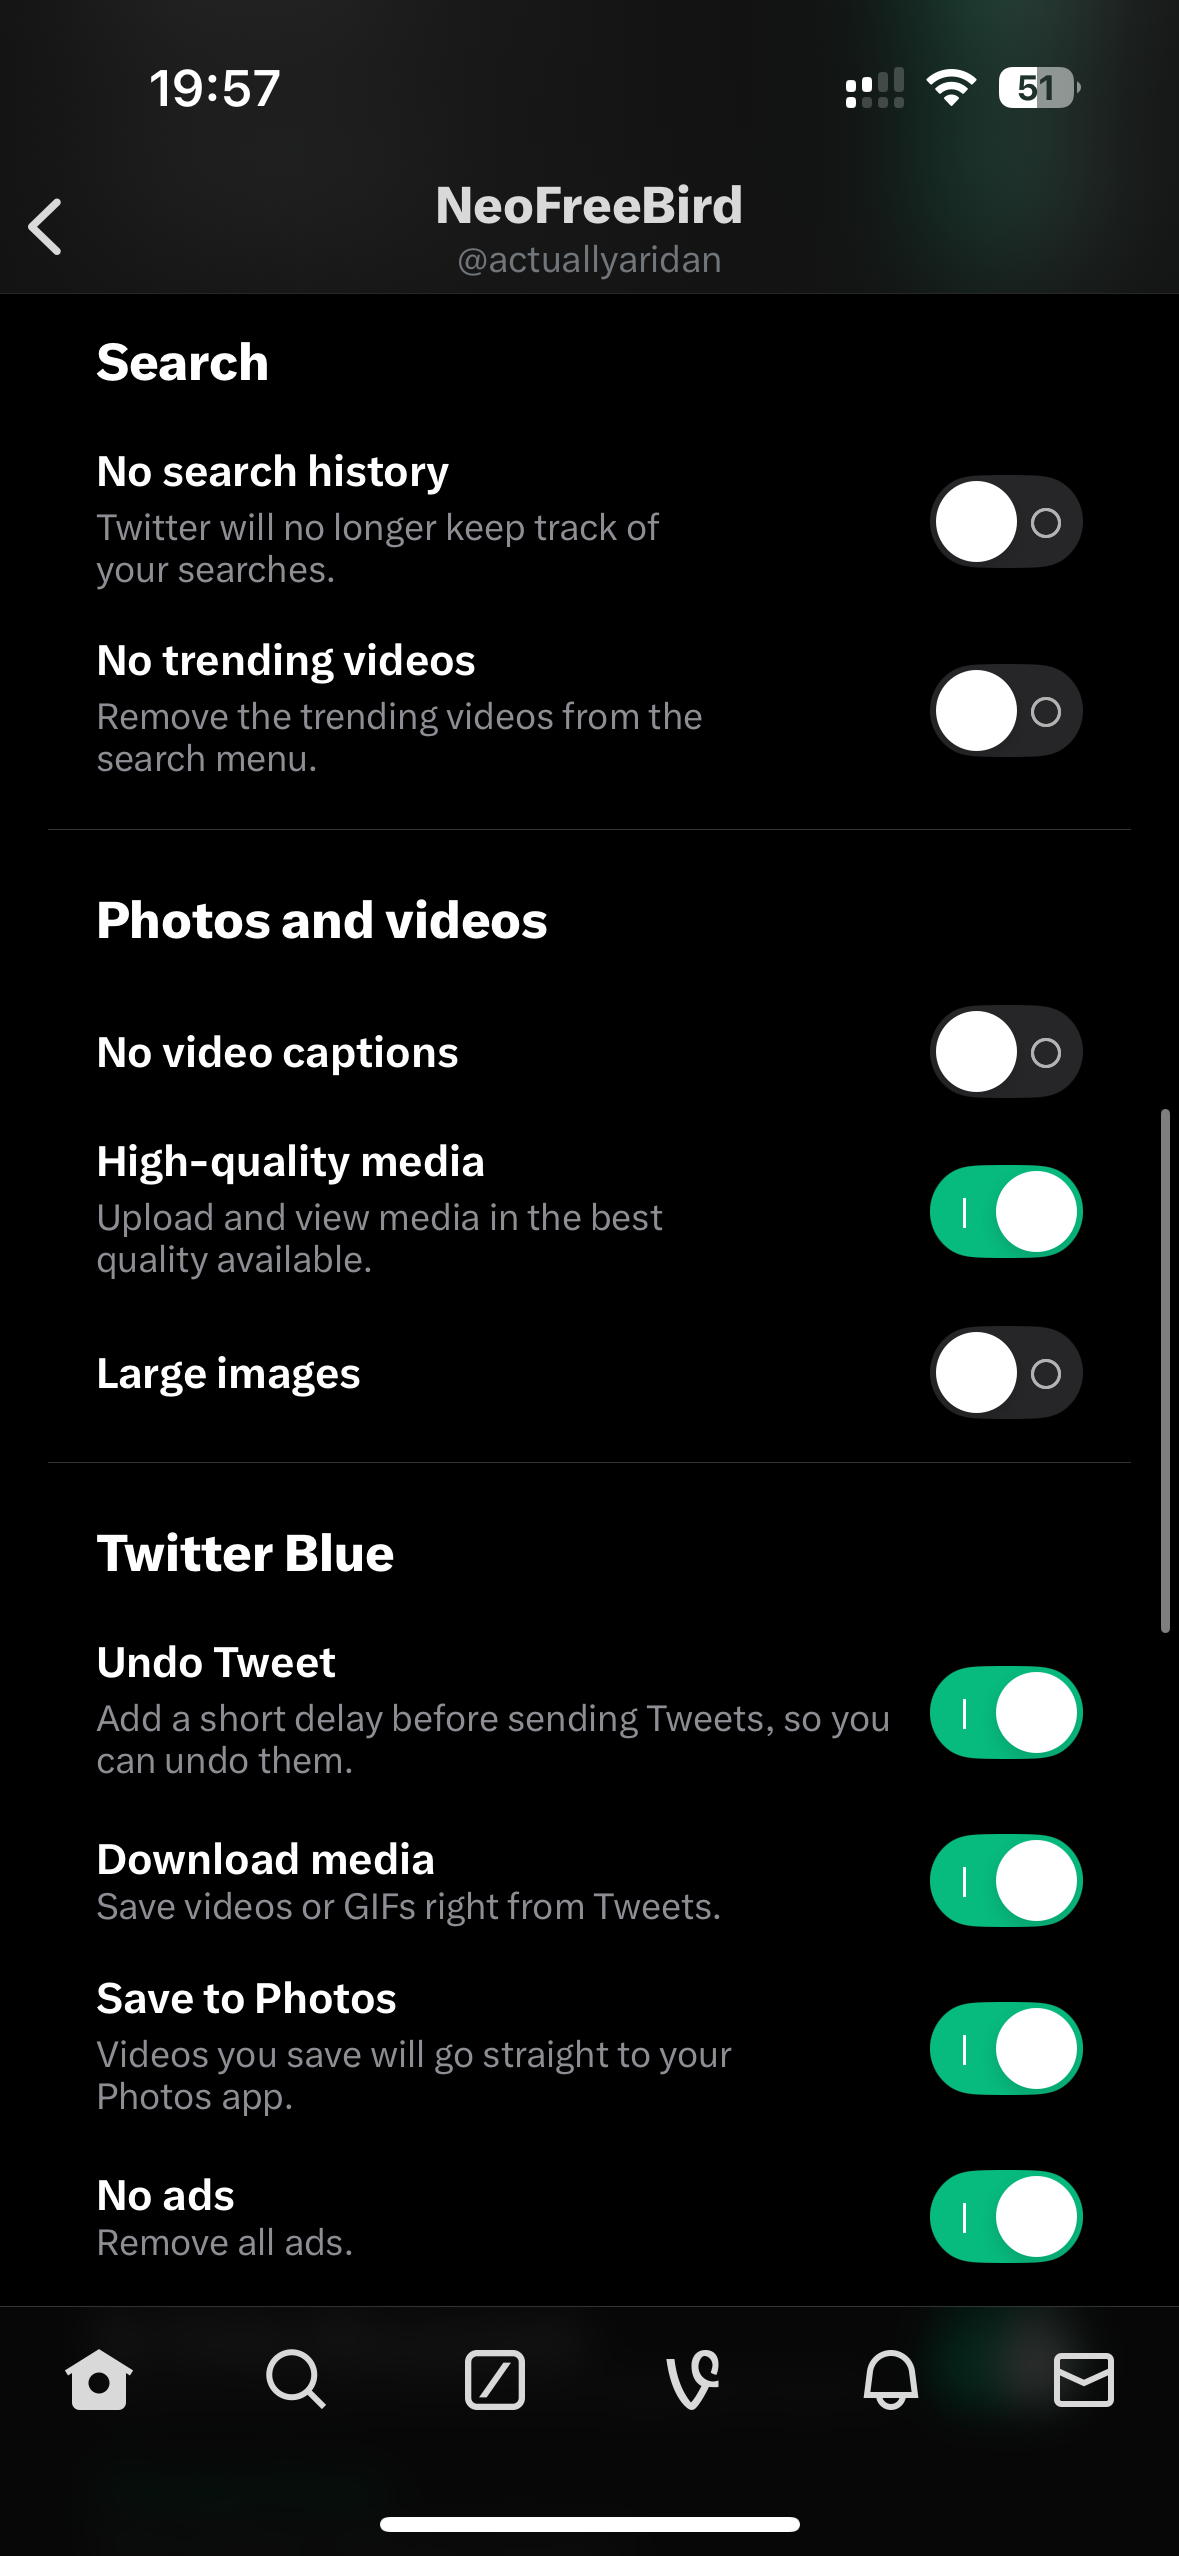 19:57
51
NeoFreeBird
@actuallyaridan
Search
No search history
Twitter will no longer keep track of
your searches.
No trending videos
Remove the trending videos from the
search menu.
Photos and videos
No video captions
High-quality media
Upload and view media in the best
quality available.
Large images
Twitter Blue
Undo Tweet
Add a short delay before sending Tweets, so you
can undo them.
Download media
Save videos or GIFs right from Tweets.
Save to Photos
Videos you save will go straight to your
Photos app.
No ads
Remove all ads.